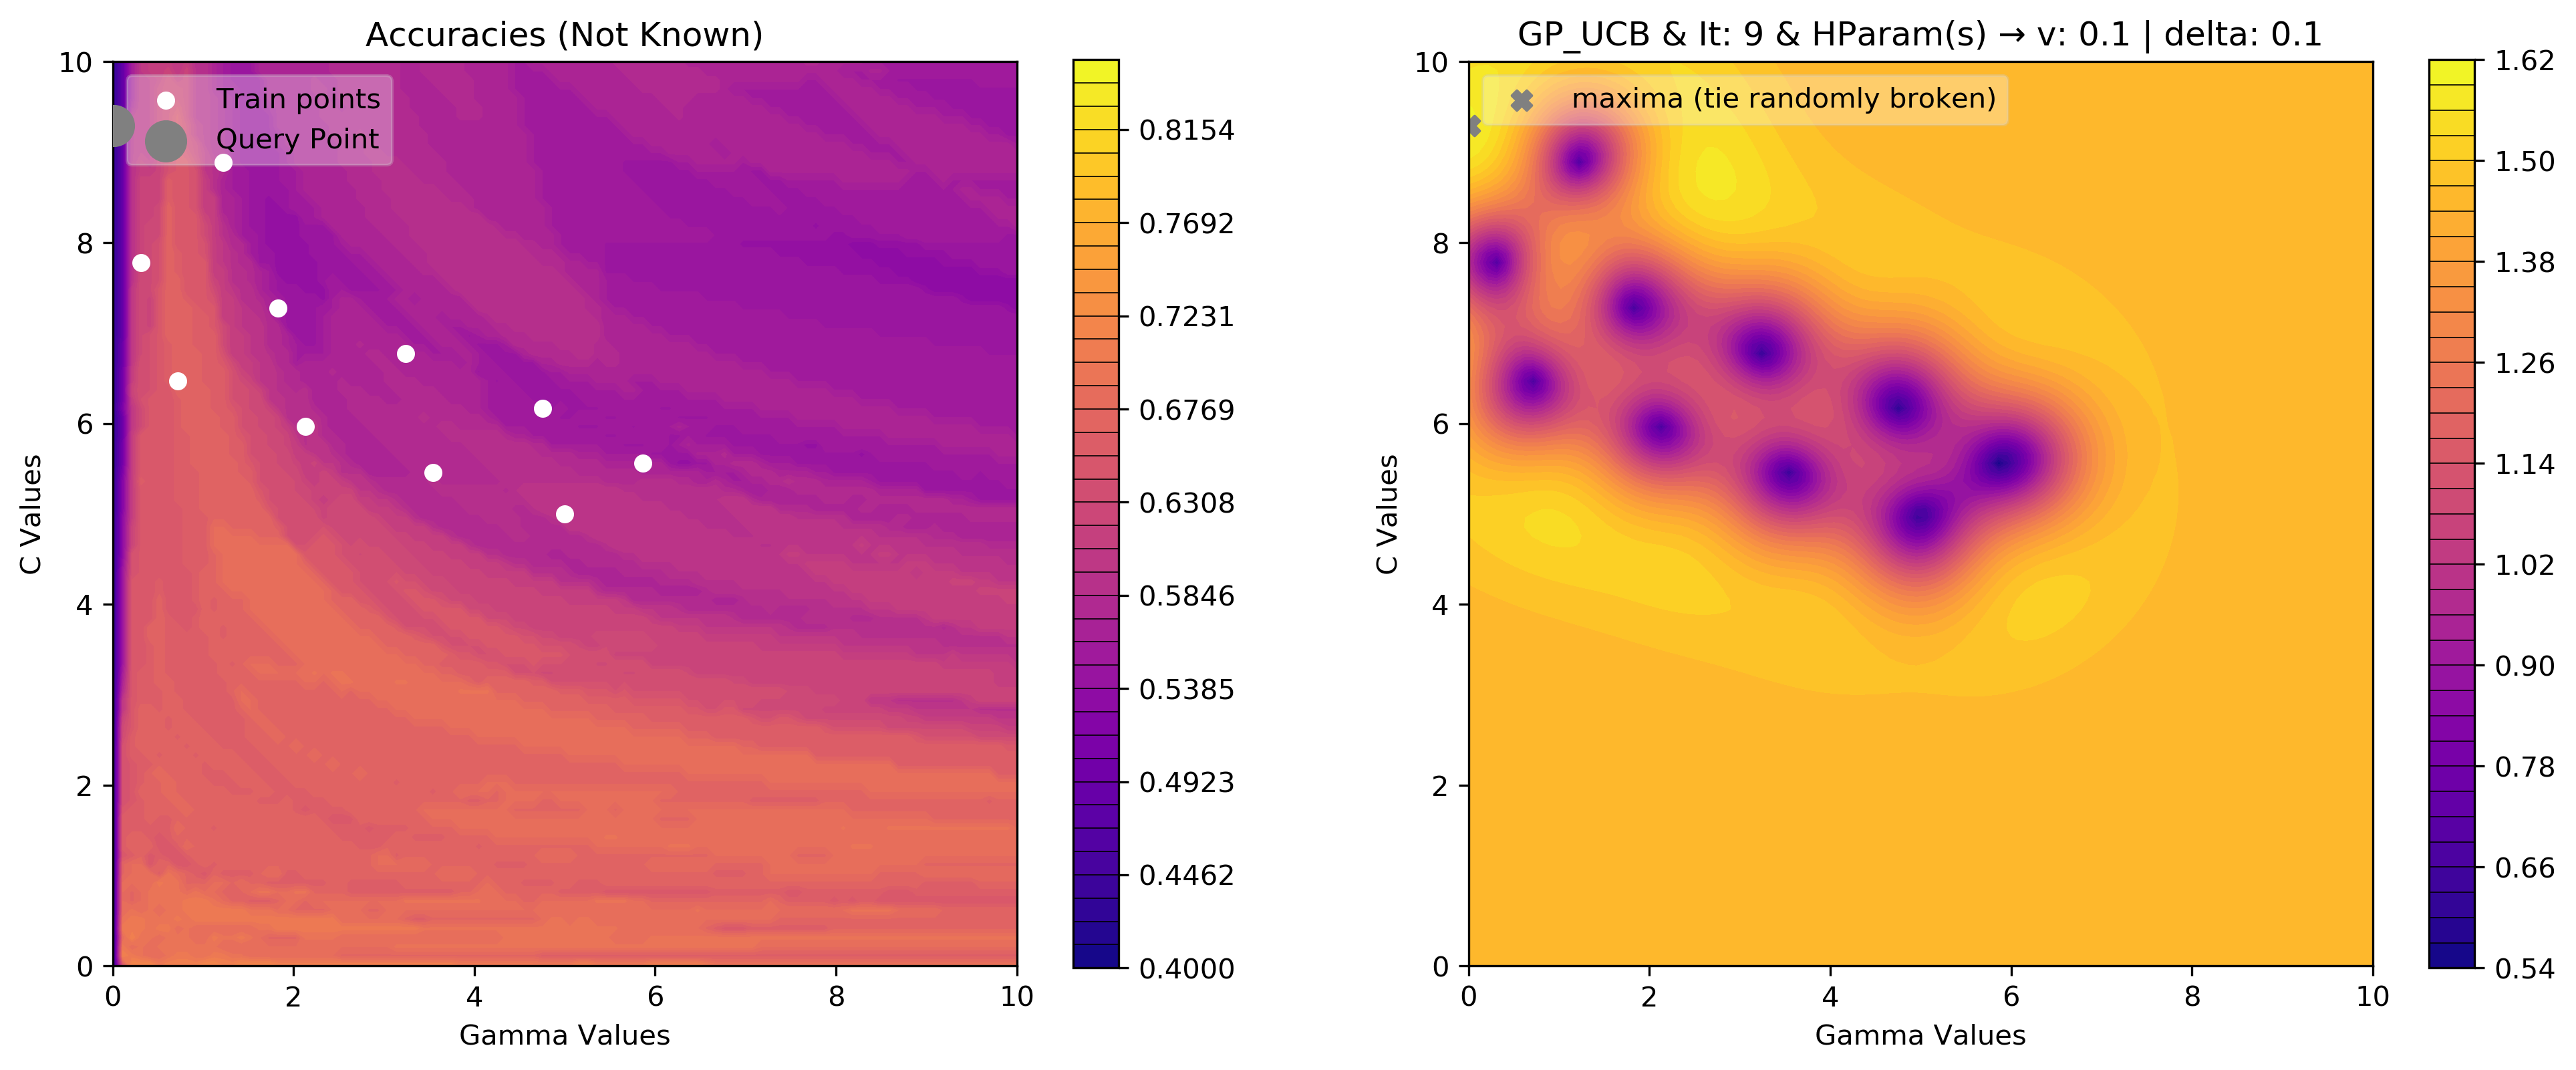 Accuracies (Not Known)
Train points
Query Point
10
8
6
4
2
0
C Values
0 2 4 6 8 10
Gamma Values
0.8154
0.7692
0.7231
0.6769
0.6308
0.5846
0.5385
0.4923
0.4462
0.4000
GP_UCB & It: 9 & HParam(s) → v: 0.1 | delta: 0.1
maxima (tie randomly broken)
10
8
6
4
2
0
C Values
0 2 4 6 8 10
Gamma Values
1.62
1.50
1.38
1.26
1.14
1.02
0.90
0.78
0.66
0.54